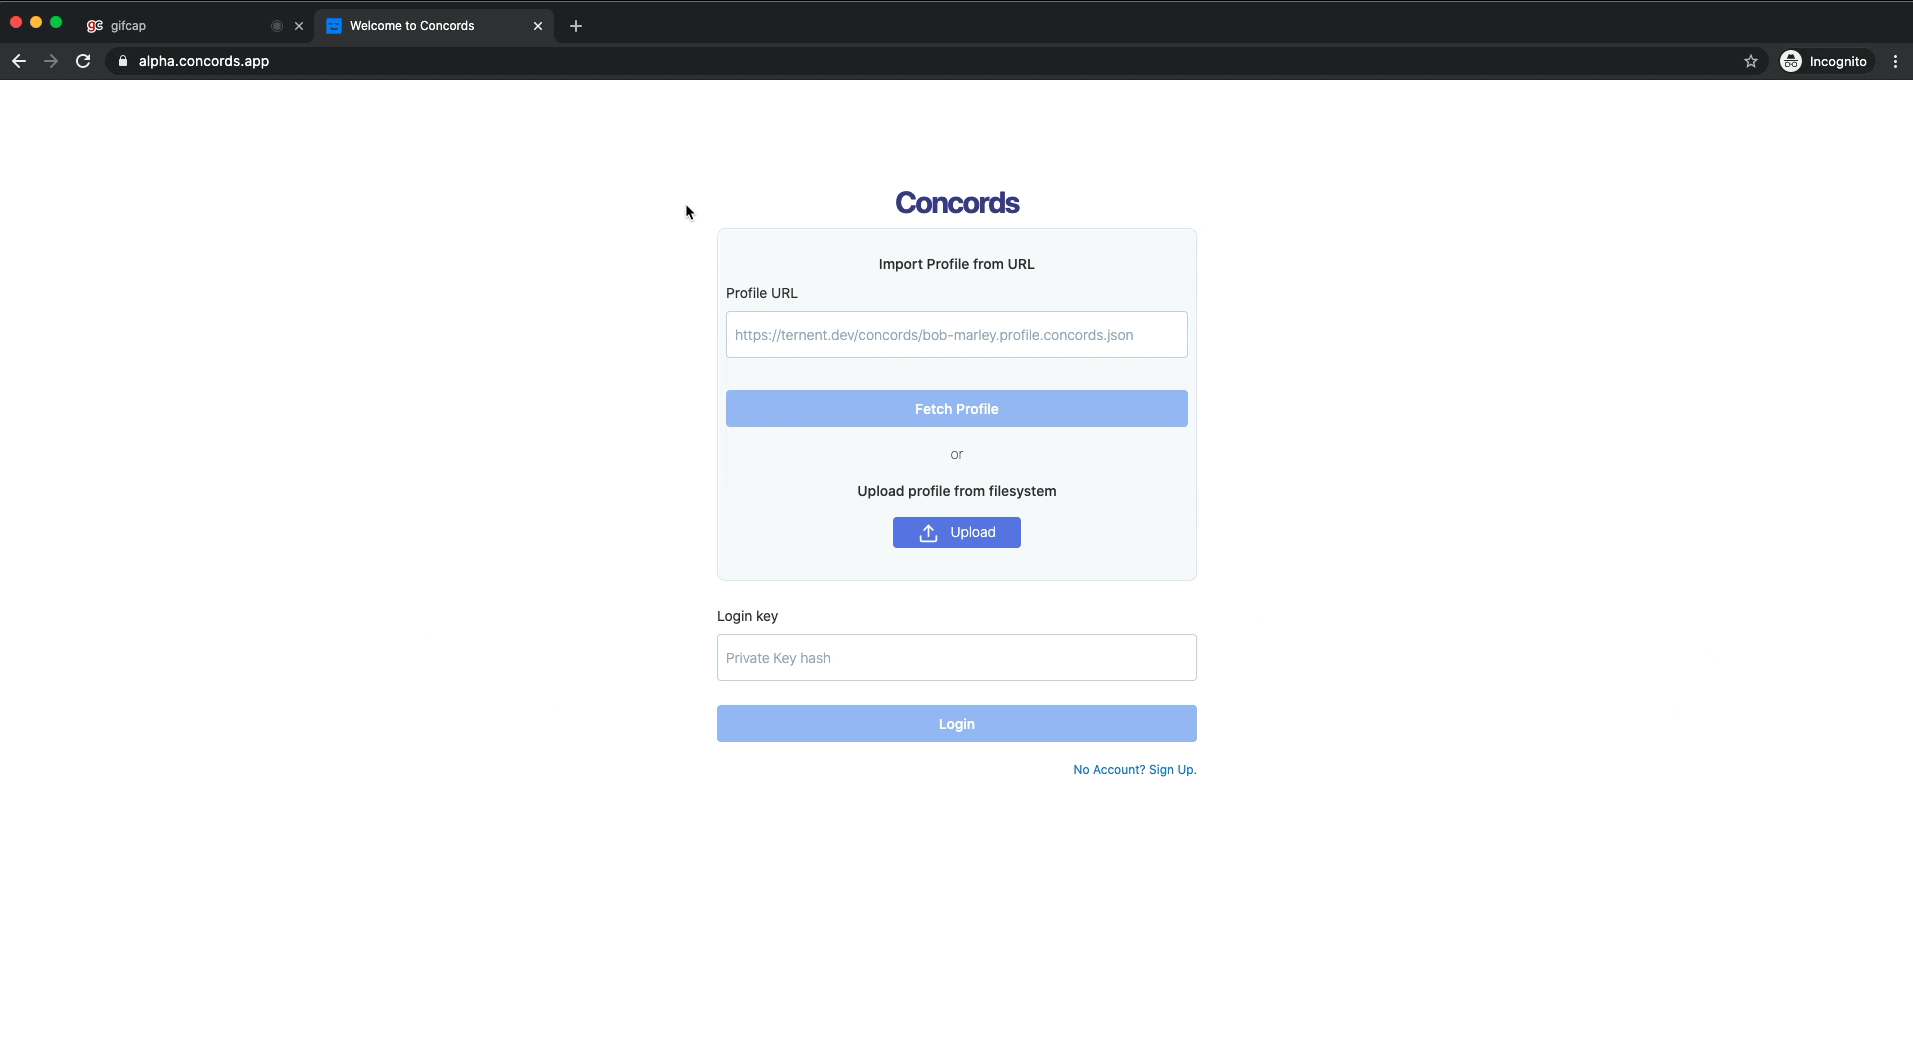 gc gifcap
Welcome to Concords
alpha.concords.app
Incognito
Concords
Import Profile from URL
Profile URL
https://ternent.dev/concords/bob-marley.profile.concords.json
Fetch Profile
or
Upload profile from filesystem
Upload
Login key
Private Key hash
Login
No Account? Sign Up.